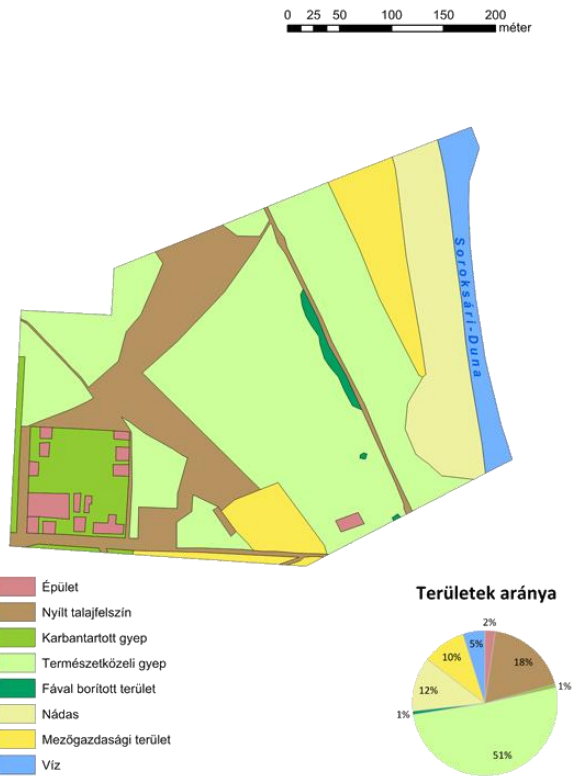 0 25 50 100 150 200
méter
Soroksári-Duna
Épület
Nyílt talajfelszín
Karbantartott gyep
Természetközeli gyep
Fával borított terület
Nádas
Mezőgazdasági terület
Víz
Területek aránya
2%
18%
1%
51%
1%
12%
10%
5%